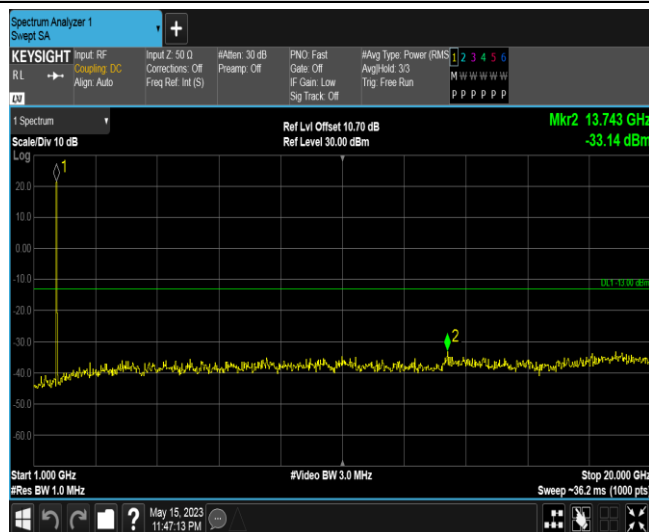 Spectrum Analyzer 1
Swept SA
+
KEYSIGHT
RL
LXI
Input: RF
Coupling: DC
Align: Auto
Input Z: 50 Ω
Corrections: Off
Freq Ref: Int (S)
#Atten: 30 dB
Preamp: Off
PNO: Fast
Gate: Off
IF Gain: Low
Sig Track: Off
#Avg Type: Power (RMS
Avg|Hold: 3/3
Trig: Free Run
1 2 3 4 5 6
M W W W W W
P P P P P P
1 Spectrum
Scale/Div 10 dB
Log
Ref Lvl Offset 10.70 dB
Ref Level 30.00 dBm
Mkr2 13.743 GHz
-33.14 dBm
1
20.0
10.0
0.00
-10.0
DL1 -13.00 dBm
-20.0
-30.0
2
-40.0
-50.0
-60.0
Start 1.000 GHz
#Res BW 1.0 MHz
#Video BW 3.0 MHz
Stop 20.000 GHz
Sweep ~36.2 ms (1000 pts)
?
May 15, 2023
11:47:13 PM